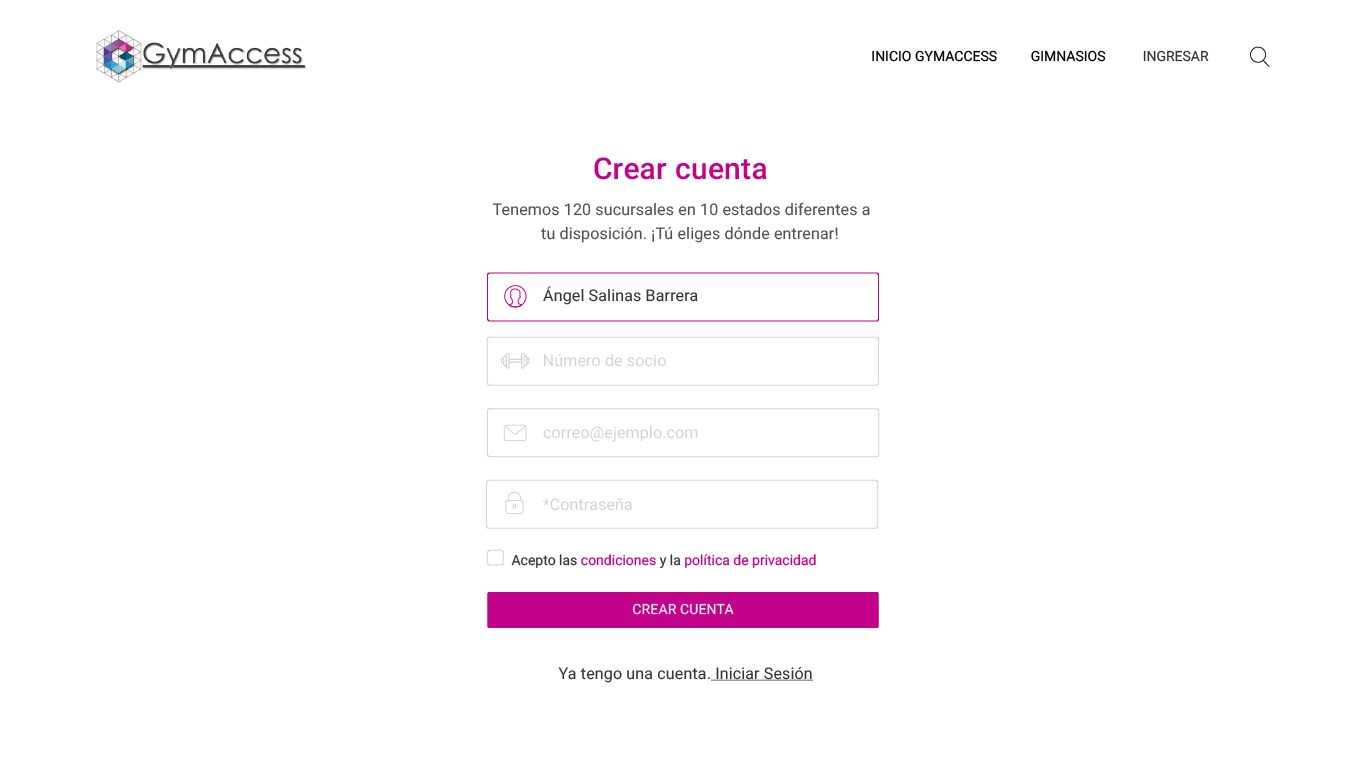 GymAccess
INICIO GYMACCESS
GIMNASIOS
INGRESAR
Crear cuenta
Tenemos 120 sucursales en 10 estados diferentes a
tu disposición. ¡Tú eliges dónde entrenar!
Ángel Salinas Barrera
Número de socio
correo@ejemplo.com
*Contraseña
Acepto las condiciones y la política de privacidad
CREAR CUENTA
Ya tengo una cuenta. Iniciar Sesión